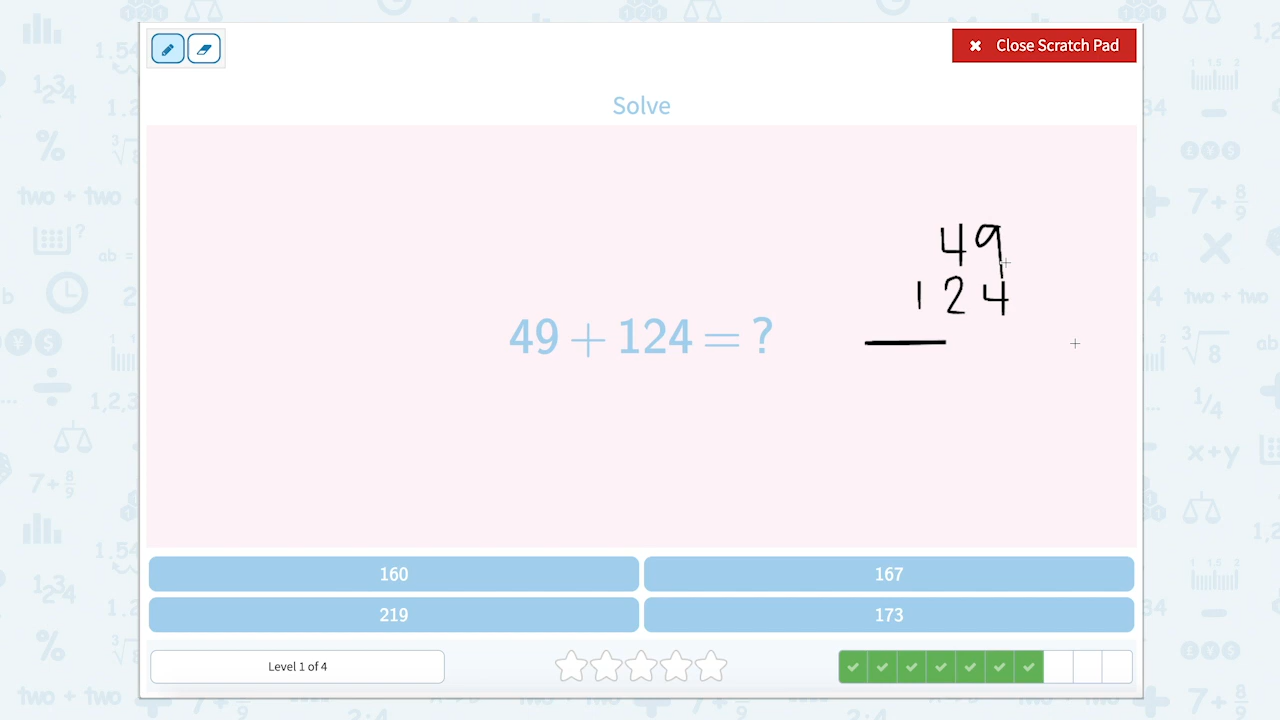 Close Scratch Pad
Solve
49
124
49 + 124 = ?
160
167
219
173
Level 1 of 4